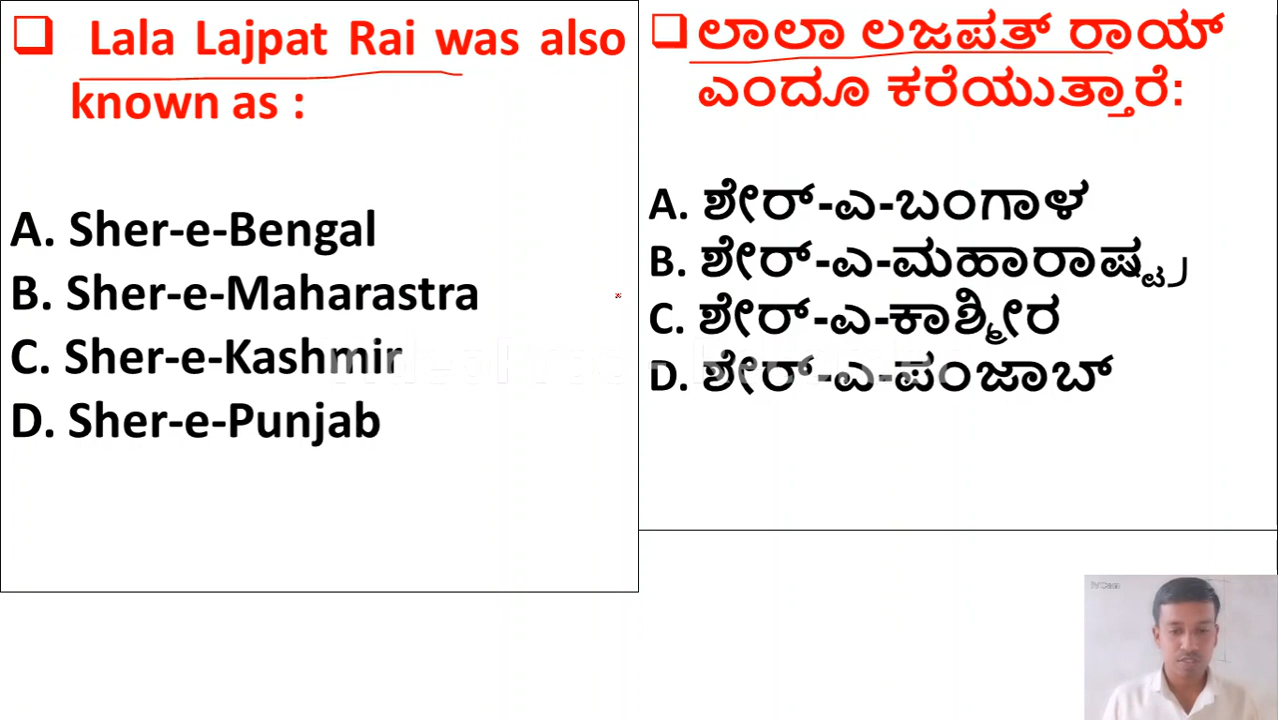 ❑ Lala Lajpat Rai was also
known as :
A. Sher-e-Bengal
B. Sher-e-Maharastra
C. Sher-e-Kashmir
D. Sher-e-Punjab
❑ಲಾಲಾ ಲಜಪತ್ ರಾಯ್
ಎಂದೂ ಕರೆಯುತ್ತಾರೆ:
A. ಶೇರ್-ಎ-ಬಂಗಾಳ
B. ಶೇರ್-ಎ-ಮಹಾರಾಷ್ಟ್ರ
C. ಶೇರ್-ಎ-ಕಾಶ್ಮೀರ
D. ಶೇರ್-ಎ-ಪಂಜಾಬ್